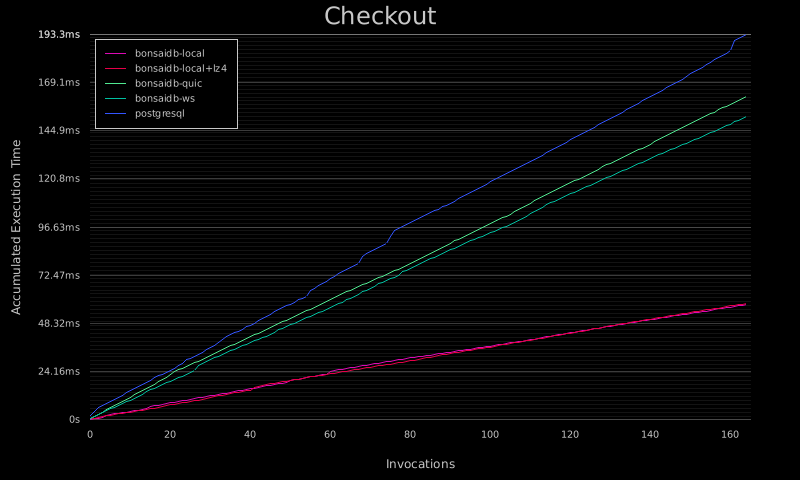 Checkout
193.3ms
169.1ms
144.9ms
120.8ms
96.63ms
72.47ms
48.32ms
24.16ms
0s
bonsaidb-local
bonsaidb-local+lz4
bonsaidb-quic
bonsaidb-ws
postgresql
Accumulated Execution Time
0 20 40 60 80 100 120 140 160
Invocations